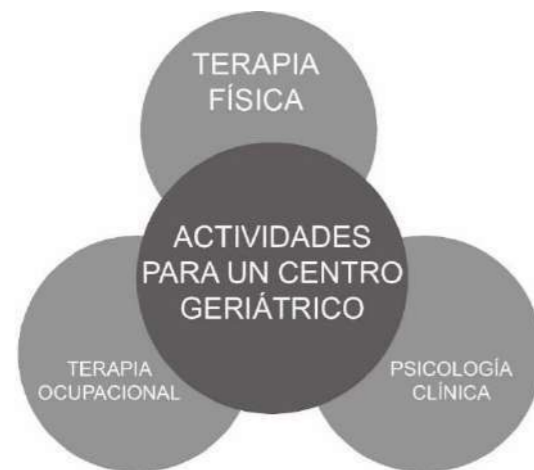 TERAPIA
FÍSICA
ACTIVIDADES
PARA UN CENTRO
GERIÁTRICO
TERAPIA
OCUPACIONAL
PSICOLOGÍA
CLÍNICA